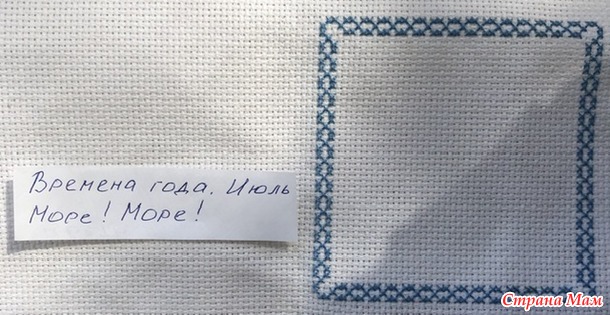 Времена года. Июль
Море! Море!
Страна Мам